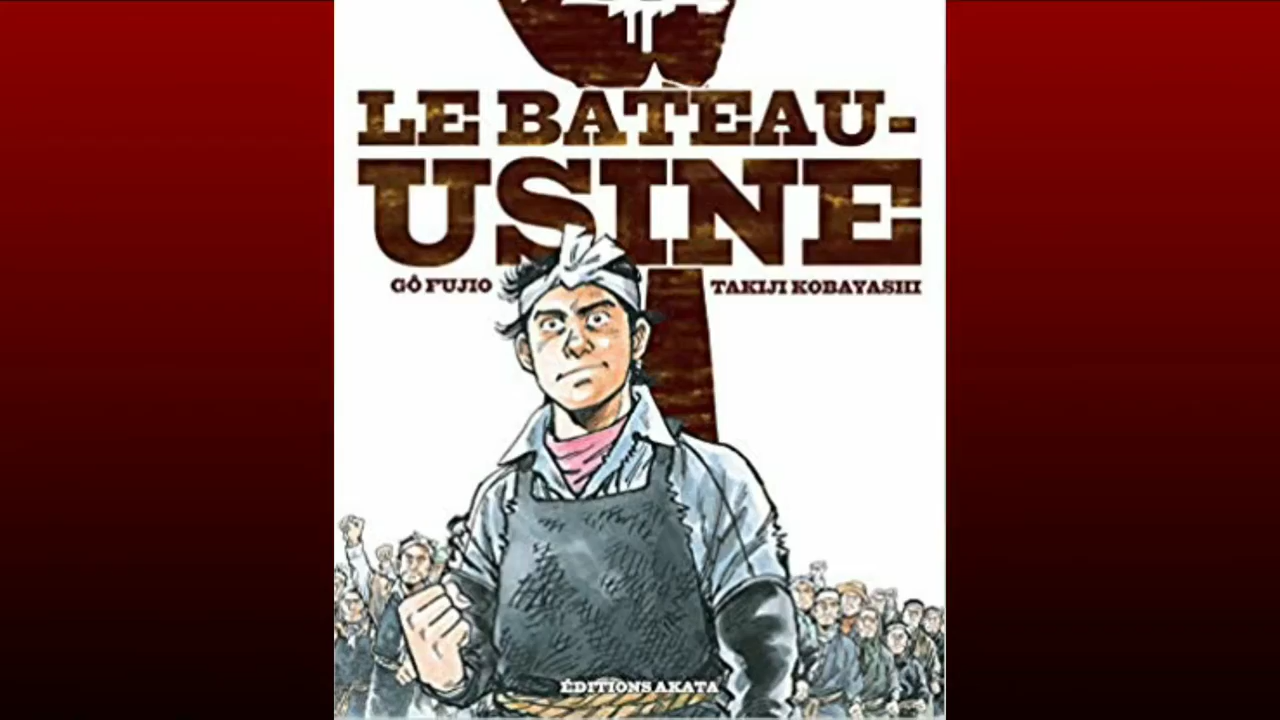 LE BATEAU-
USINE
GÔ FUJIO
TAKIJI KOBAYASHI
ÉDITIONS AKATA